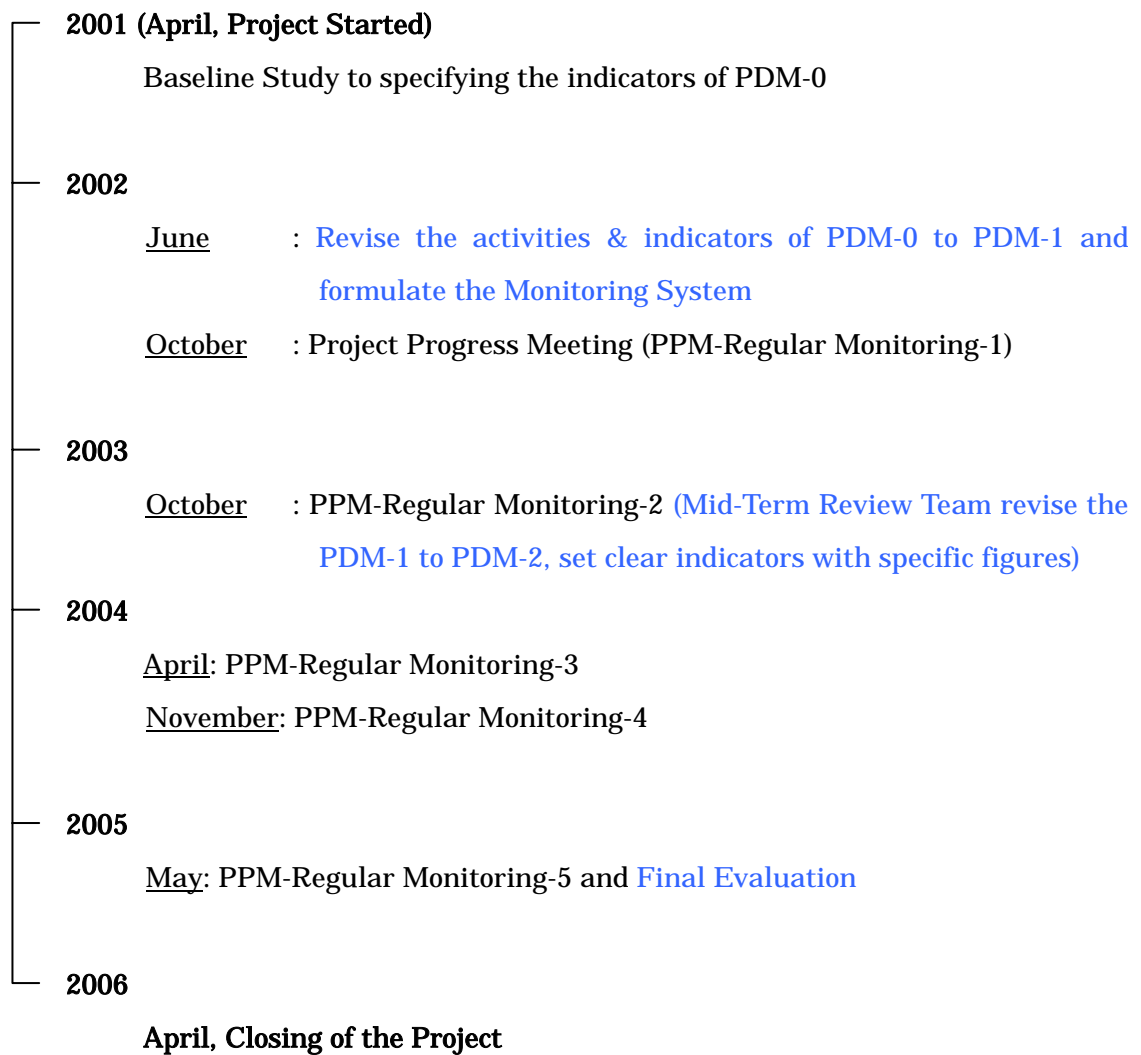 2001 (April, Project Started)
Baseline Study to specifying the indicators of PDM-0
2002
June : Revise the activities & indicators of PDM-0 to PDM-1 and
formulate the Monitoring System
October : Project Progress Meeting (PPM-Regular Monitoring-1)
2003
October : PPM-Regular Monitoring-2 (Mid-Term Review Team revise the
PDM-1 to PDM-2, set clear indicators with specific figures)
2004
April: PPM-Regular Monitoring-3
November: PPM-Regular Monitoring-4
2005
May: PPM-Regular Monitoring-5 and Final Evaluation
2006
April, Closing of the Project